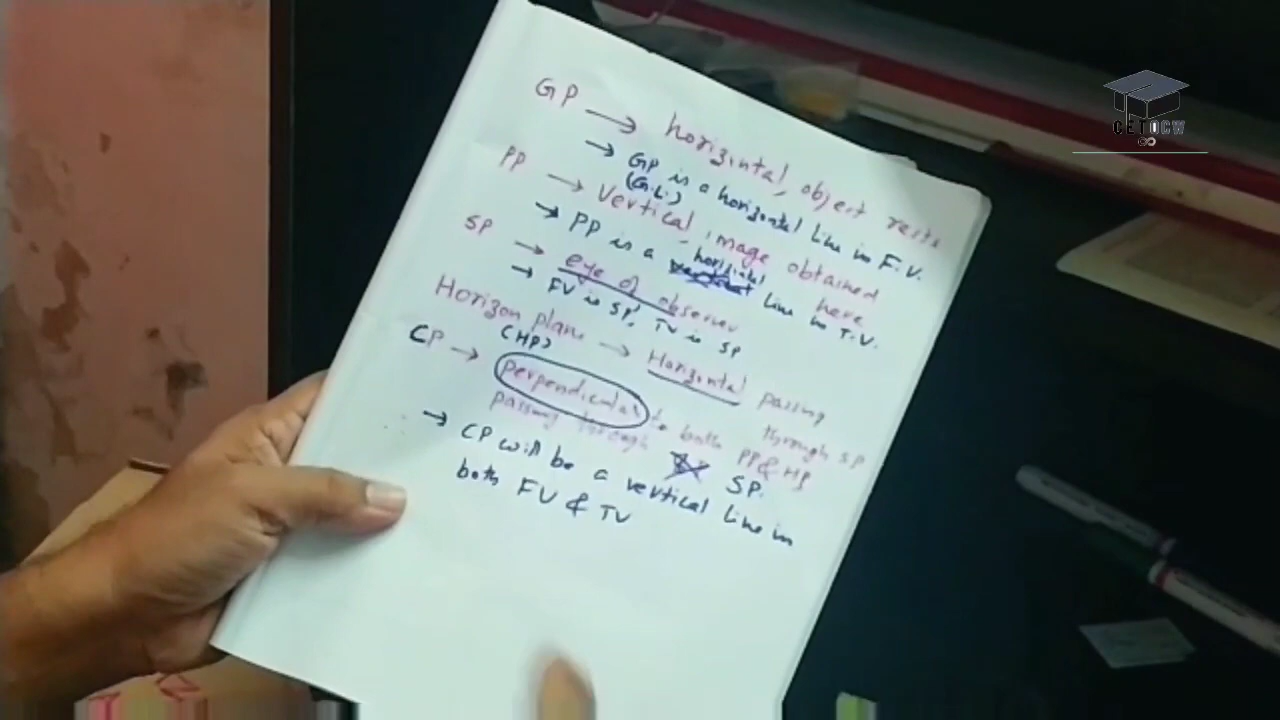 GP → horizontal, object rests
→ GP is a horizontal line in F.V.
(G.L.)
PP → Vertical, image obtained here
→ PP is a horizontal line in T.V.
SP → eye of observer
→ FV is SP', TV is SP
Horizon plane → Horizontal passing through SP
(HP)
CP → perpendicular to both PP & HP
passing through SP.
→ CP will be a vertical line in
both FV & TV
CETOCW